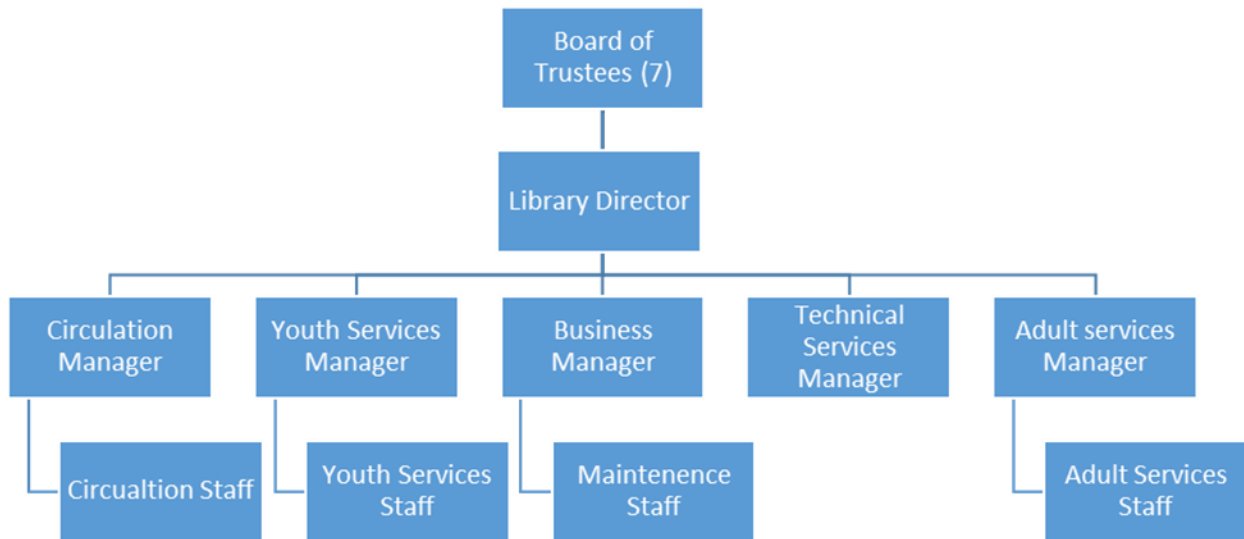 Board of
Trustees (7)
Library Director
Circulation
Manager
Youth Services
Manager
Business
Manager
Technical
Services
Manager
Adult services
Manager
Circualtion Staff
Youth Services
Staff
Maintenence
Staff
Adult Services
Staff